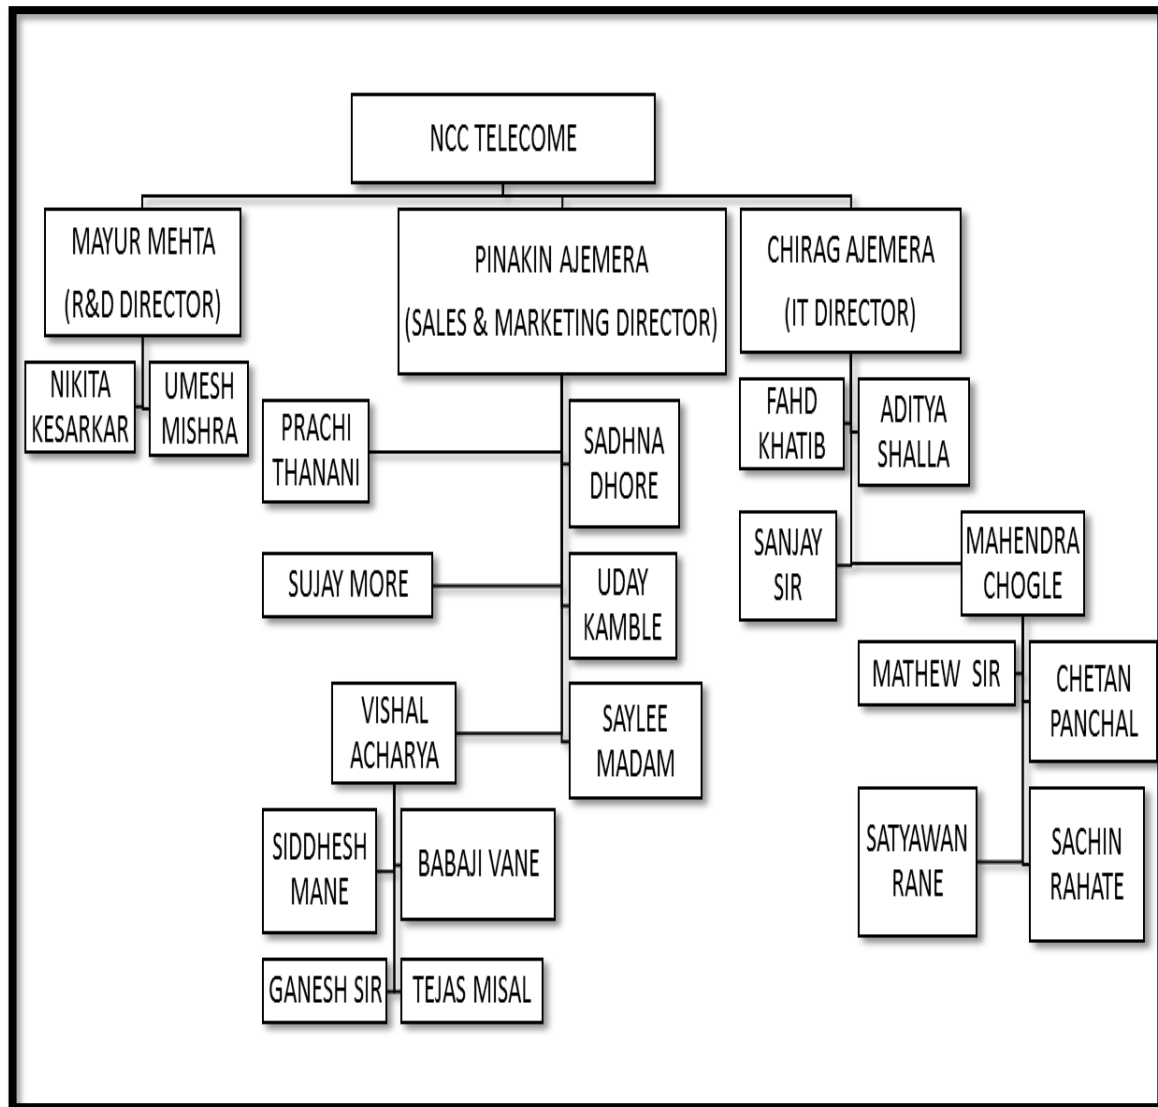 NCC TELECOME
MAYUR MEHTA
(R&D DIRECTOR)
PINAKIN AJEMERA
(SALES & MARKETING DIRECTOR)
CHIRAG AJEMERA
(IT DIRECTOR)
NIKITA
KESARKAR
UMESH
MISHRA
PRACHI
THANANI
SADHNA
DHORE
FAHD
KHATIB
ADITYA
SHALLA
SUJAY MORE
UDAY
KAMBLE
SANJAY
SIR
MAHENDRA
CHOGLE
VISHAL
ACHARYA
SAYLEE
MADAM
MATHEW  SIR
CHETAN
PANCHAL
SIDDHESH
MANE
BABAJI VANE
SATYAWAN
RANE
SACHIN
RAHATE
GANESH SIR
TEJAS MISAL